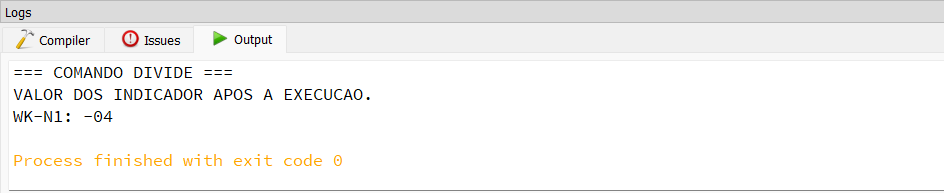 Logs
Compiler
Issues
Output
=== COMANDO DIVIDE ===
VALOR DOS INDICADOR APOS A EXECUCAO.
WK-N1: -04
Process finished with exit code 0